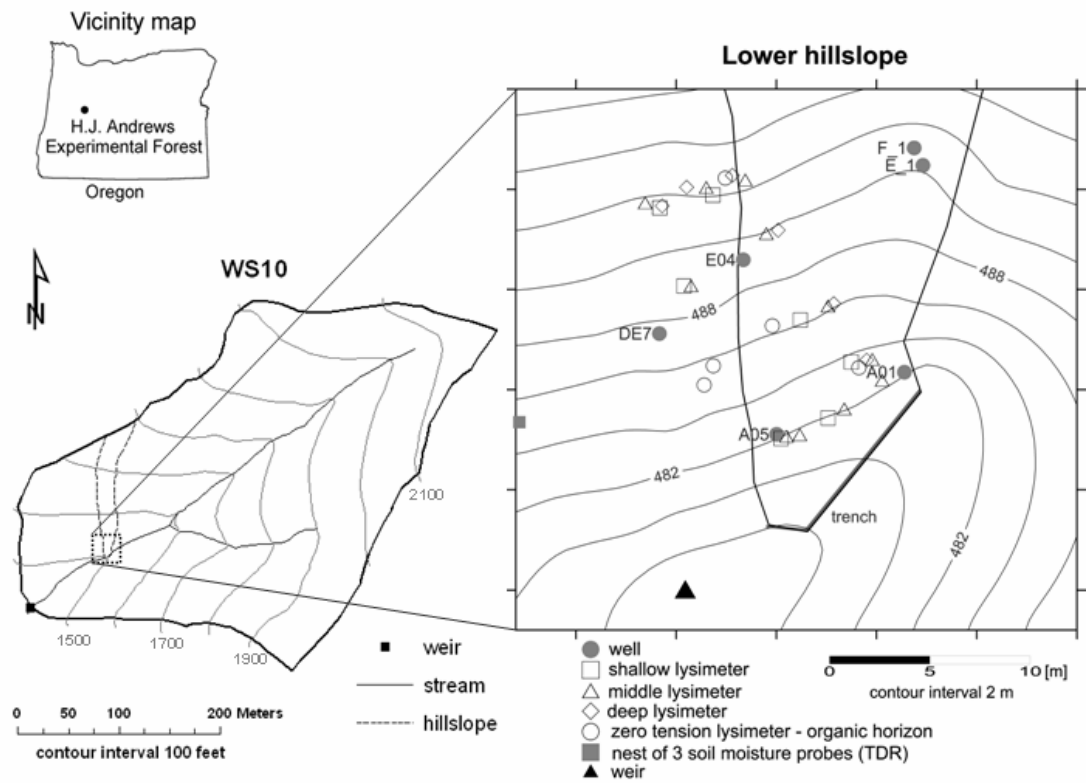 Vicinity map
H.J. Andrews
Experimental Forest
Oregon
N
WS10
2100
1500
1700
1900
weir
stream
hillslope
0 50 100 200 Meters
contour interval 100 feet
Lower hillslope
F_1
E_1
E04
488
488
DE7
A01
A05
482
trench
482
well
shallow lysimeter
middle lysimeter
deep lysimeter
zero tension lysimeter - organic horizon
nest of 3 soil moisture probes (TDR)
weir
0 5 10 [m]
contour interval 2 m